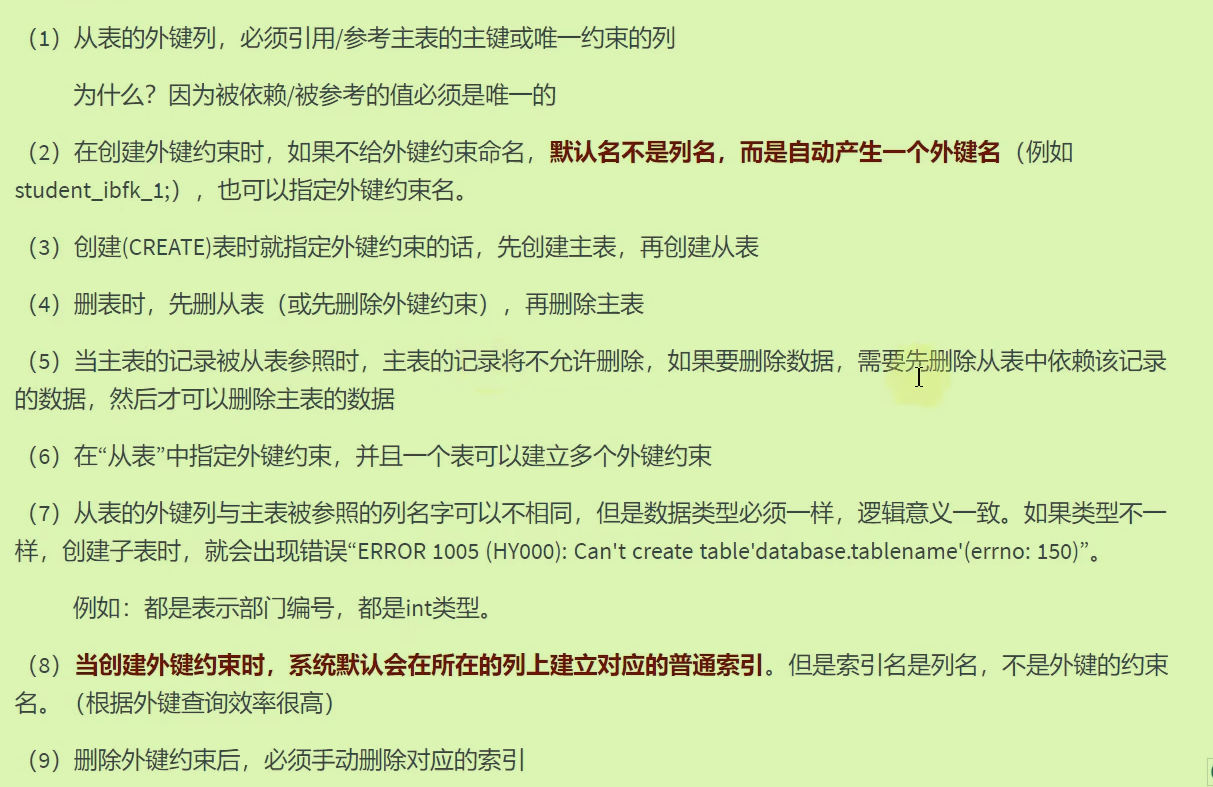 （1）从表的外键列，必须引用/参考主表的主键或唯一约束的列
为什么？因为被依赖/被参考的值必须是唯一的
（2）在创建外键约束时，如果不给外键约束命名，默认名不是列名，而是自动产生一个外键名（例如
student_ibfk_1;），也可以指定外键约束名。
（3）创建(CREATE)表时就指定外键约束的话，先创建主表，再创建从表
（4）删表时，先删从表（或先删除外键约束），再删除主表
（5）当主表的记录被从表参照时，主表的记录将不允许删除，如果要删除数据，需要先删除从表中依赖该记录
的数据，然后才可以删除主表的数据
（6）在“从表”中指定外键约束，并且一个表可以建立多个外键约束
（7）从表的外键列与主表被参照的列名字可以不相同，但是数据类型必须一样，逻辑意义一致。如果类型不一
样，创建子表时，就会出现错误“ERROR 1005 (HY000): Can't create table'database.tablename'(errno: 150)”。
例如：都是表示部门编号，都是int类型。
（8）当创建外键约束时，系统默认会在所在的列上建立对应的普通索引。但是索引名是列名，不是外键的约束
名。（根据外键查询效率很高）
（9）删除外键约束后，必须手动删除对应的索引